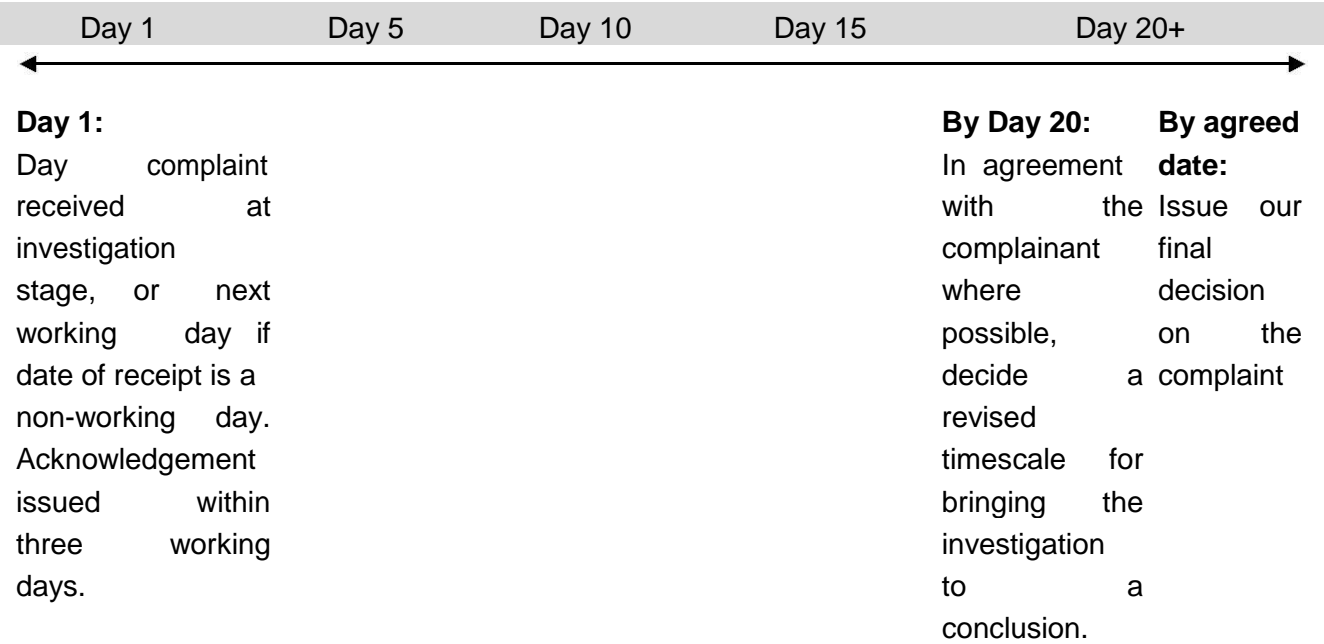 Day 1 Day 5 Day 10 Day 15 Day 20+
Day 1:
Day complaint
received at
investigation
stage, or next
working day if
date of receipt is a
non-working day.
Acknowledgement
issued within
three working
days.
By Day 20:
In agreement
with the
complainant
where
possible,
decide a
revised
timescale for
bringing the
investigation
to a
conclusion.
By agreed
date:
Issue our
final
decision
on the
complaint